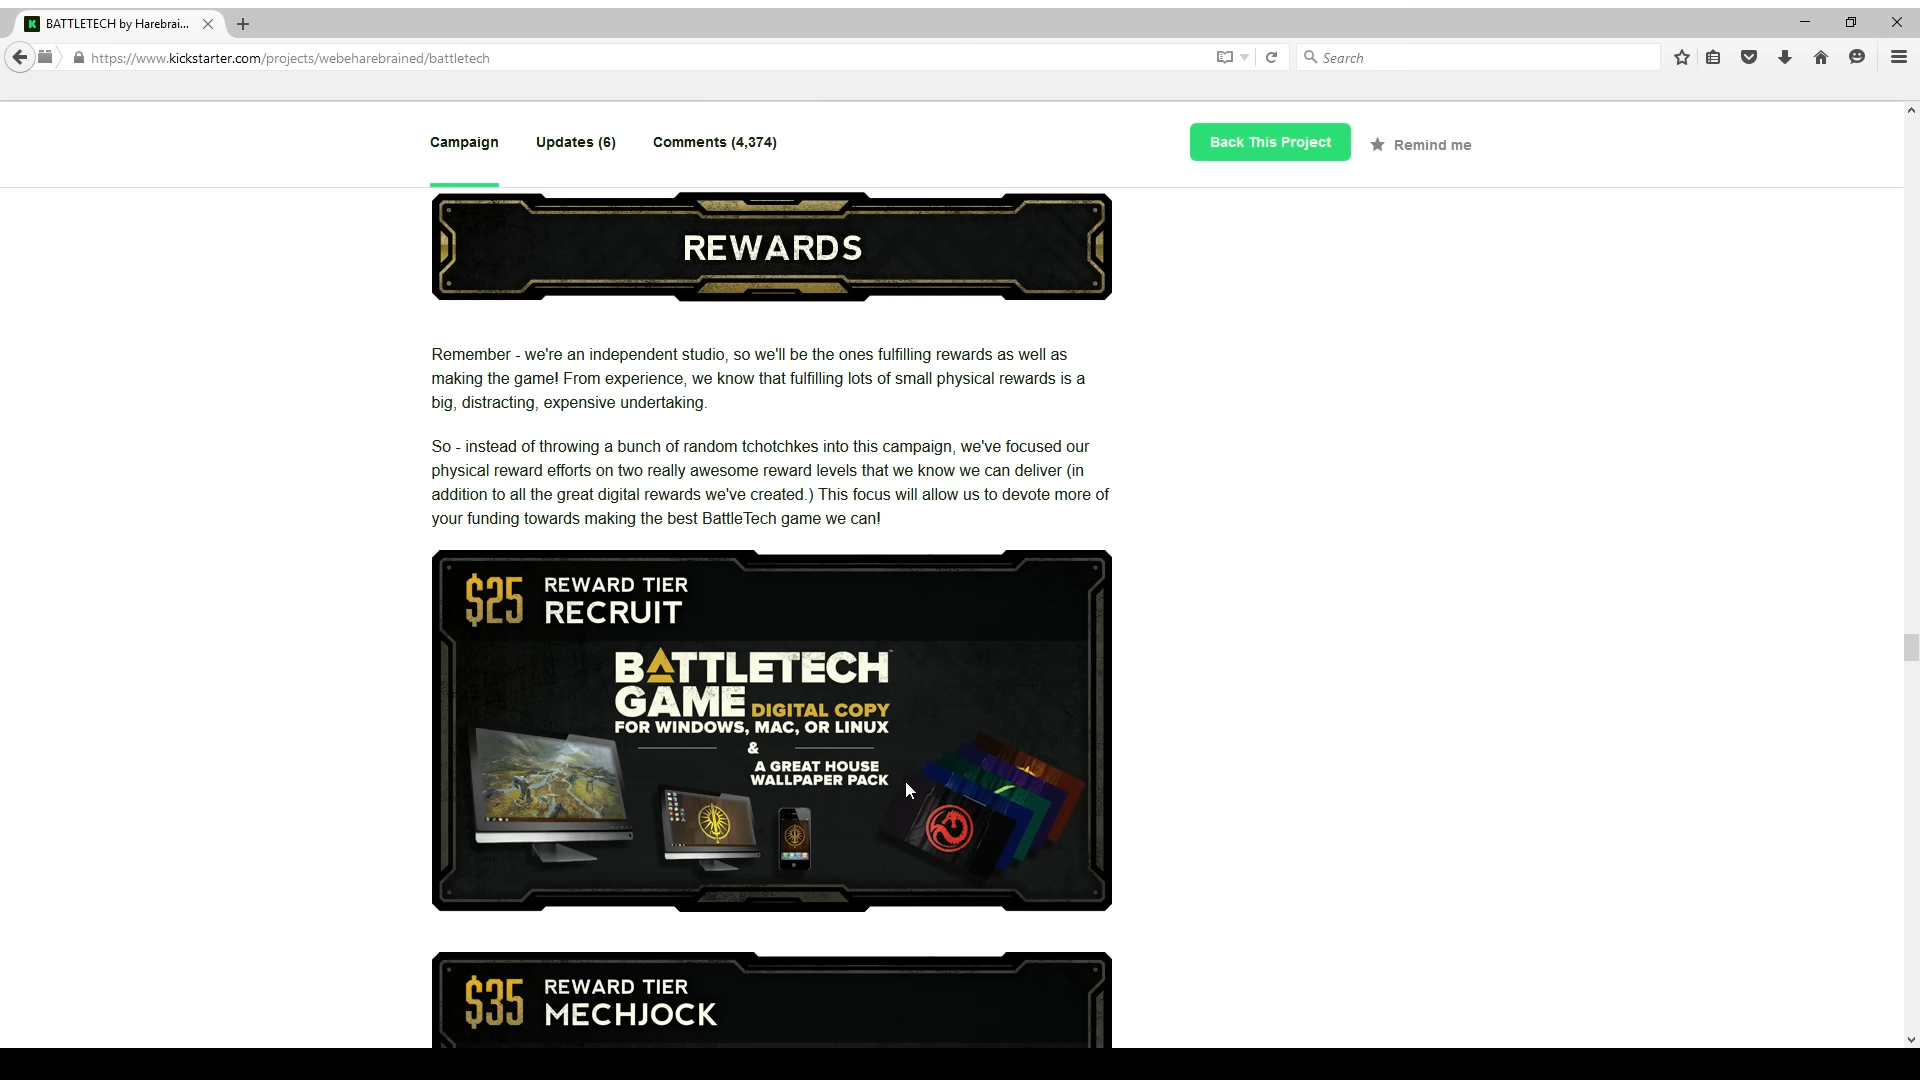 BATTLETECH by Harebrai...
https://www.kickstarter.com/projects/webeharebrained/battletech
Search
Campaign
Updates (6)
Comments (4,374)
Back This Project
Remind me
REWARDS
Remember - we're an independent studio, so we'll be the ones fulfilling rewards as well as
making the game! From experience, we know that fulfilling lots of small physical rewards is a
big, distracting, expensive undertaking.
So - instead of throwing a bunch of random tchotchkes into this campaign, we've focused our
physical reward efforts on two really awesome reward levels that we know we can deliver (in
addition to all the great digital rewards we've created.) This focus will allow us to devote more of
your funding towards making the best BattleTech game we can!
$25
REWARD TIER
RECRUIT
BATTLETECH
GAME DIGITAL COPY
FOR WINDOWS, MAC, OR LINUX
&
A GREAT HOUSE
WALLPAPER PACK
$35
REWARD TIER
MECHJOCK